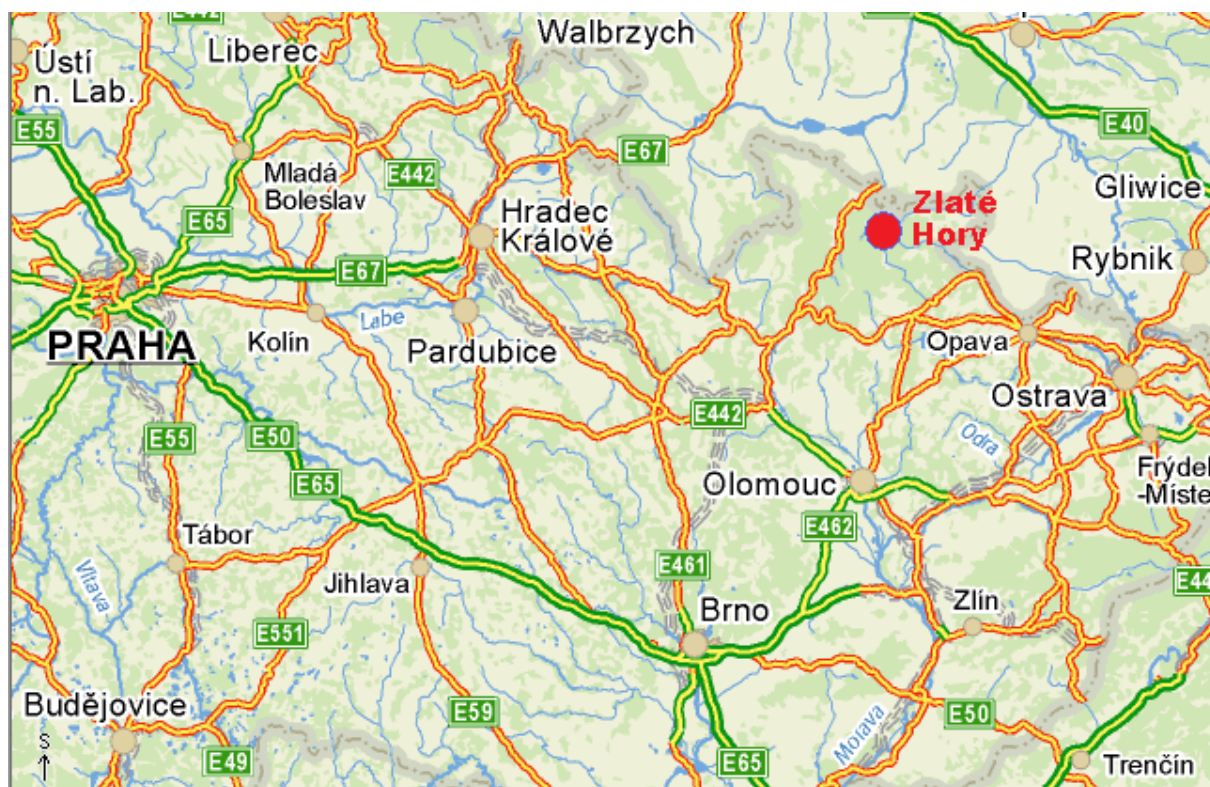 E442
Walbrzych
Liberec
Ústí
n. Lab.
E55
E40
E67
Mladá
Boleslav
E442
Gliwice
Zlaté
Hory
E65
Hradec
Králové
Rybnik
E67
Labe
PRAHA
Kolín
Pardubice
Opava
Ostrava
E442
E55
E50
Odra
E65
Olomouc
Frýdek
-Míste
E462
Tábor
Vltava
Jihlava
E461
E44
Zlín
Brno
E551
Budějovice
E59
E50
Morava
S
E49
E65
Trenčín